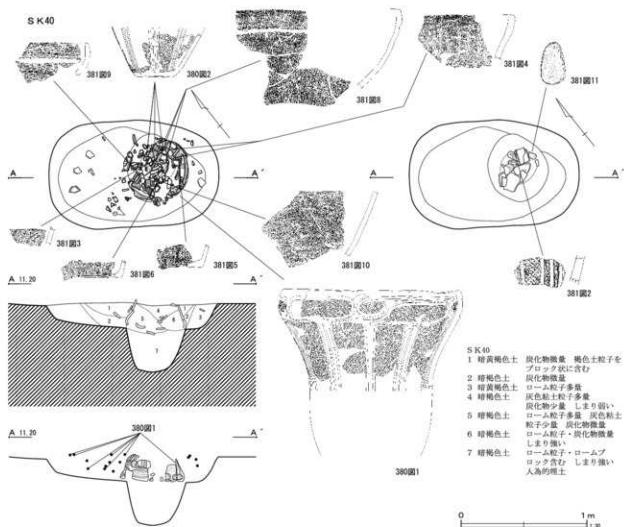 SK40
381図9
380図2
381図8
381図4
381図11
A
A´
A
A´
381図3
381図6
381図5
381図10
381図2
A 11.20
A´
1
2
3
4
5
6
7
A 11.20
380図1
A´
380図1
SK40
1 暗黄褐色土 炭化物微量 褐色土粒子を
ブロック状に含む
2 暗褐色土 炭化物微量
3 暗黄褐色土 ローム粒子多量
4 暗褐色土 灰色粘土粒子多量
炭化物少量 しまり弱い
5 暗褐色土 ローム粒子多量 灰色粘土
粒子少量 炭化物微量
6 暗褐色土 ローム粒子・炭化物微量
しまり強い
7 暗褐色土 ローム粒子・ロームブ
ロック含む しまり強い
人為的埋土
0 1m
1:30